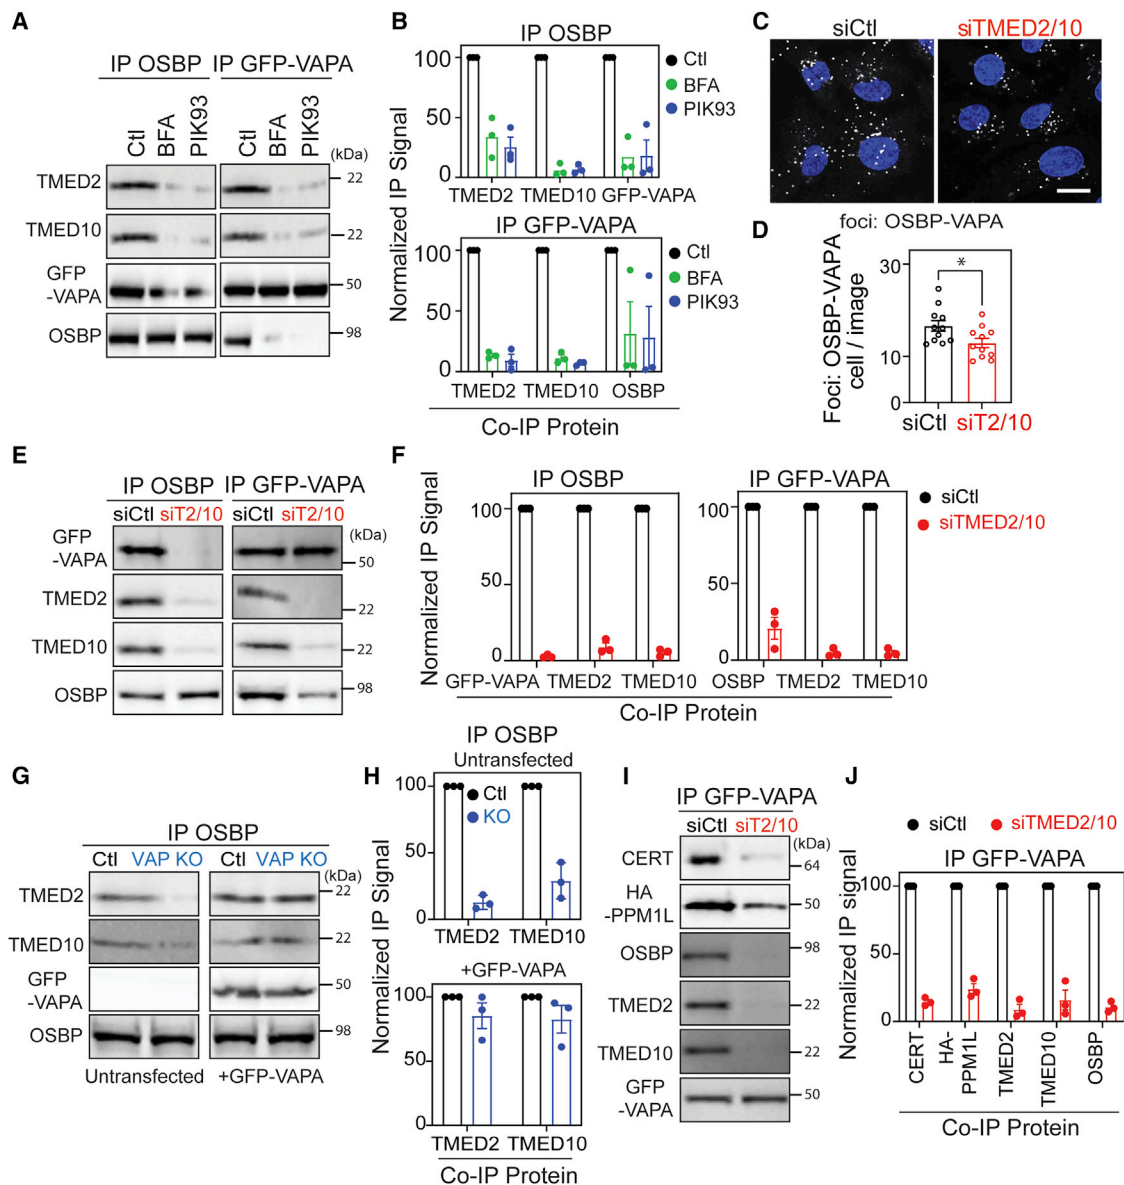 A
IP OSBP IP GFP-VAPA
Ctl BFA PIK93 Ctl BFA PIK93
(kDa)
TMED2 22
TMED10 22
GFP
-VAPA 50
OSBP 98
B
IP OSBP
Normalized IP Signal
100
50
0
Ctl
BFA
PIK93
TMED2 TMED10 GFP-VAPA
IP GFP-VAPA
100
50
0
Ctl
BFA
PIK93
TMED2 TMED10 OSBP
Co-IP Protein
C
siCtl siTMED2/10
foci: OSBP-VAPA
D
Foci: OSBP-VAPA
cell / image
30
10
0
*
siCtl siT2/10
E
IP OSBP IP GFP-VAPA
siCtl siT2/10 siCtl siT2/10
(kDa)
GFP
-VAPA 50
TMED2 22
TMED10 22
OSBP 98
F
IP OSBP IP GFP-VAPA
Normalized IP Signal
100 100
50 50
0 0
siCtl
siTMED2/10
GFP-VAPA TMED2 TMED10 OSBP TMED2 TMED10
Co-IP Protein
G
IP OSBP
Ctl VAP KO Ctl VAP KO
(kDa)
TMED2 22
TMED10 22
GFP
-VAPA 50
OSBP 98
Untransfected +GFP-VAPA
H
IP OSBP
Untransfected
Normalized IP Signal
100
50
0
Ctl
KO
TMED2 TMED10
+GFP-VAPA
100
50
0
TMED2 TMED10
Co-IP Protein
I
IP GFP-VAPA
siCtl siT2/10
(kDa)
CERT 64
HA
-PPM1L 50
OSBP 98
TMED2 22
TMED10 22
GFP
-VAPA 50
J
siCtl siTMED2/10
IP GFP-VAPA
Normalized IP signal
100
50
0
CERT
HA-
PPM1L
TMED2
TMED10
OSBP
Co-IP Protein